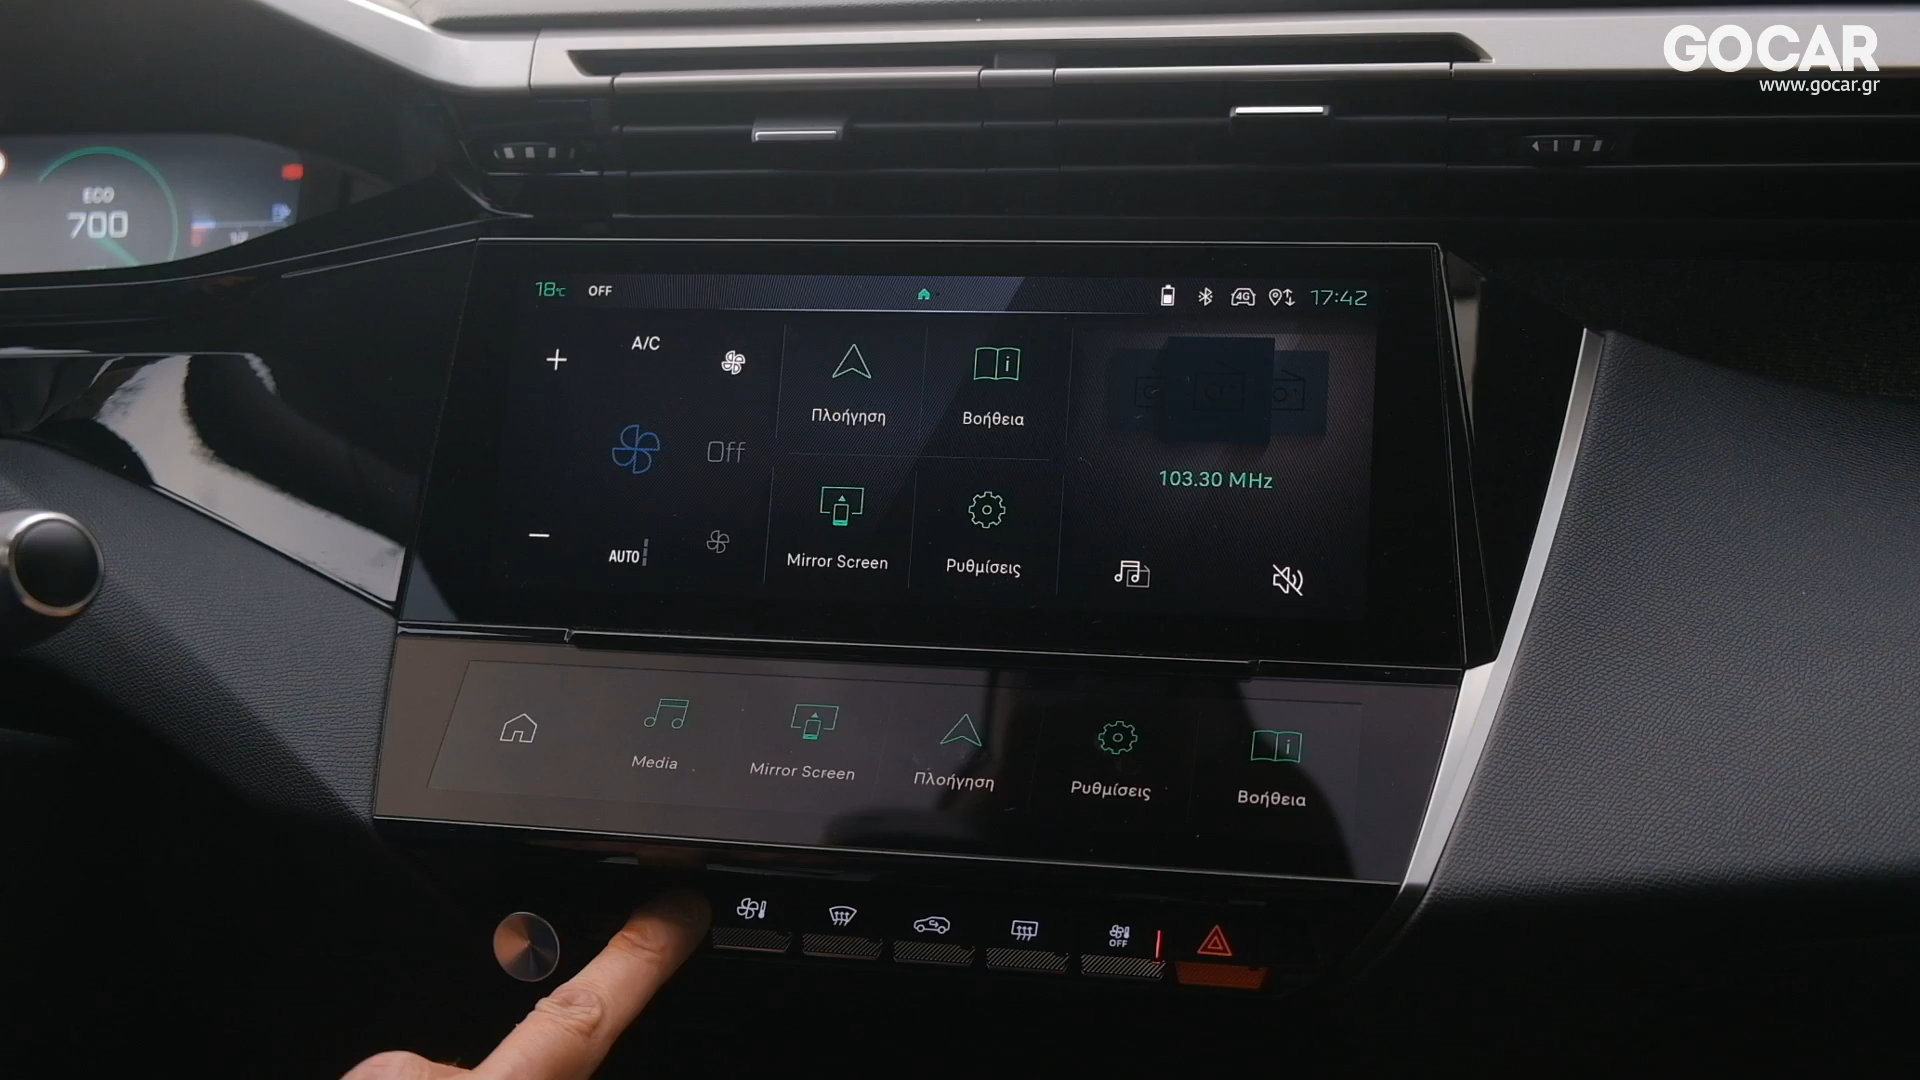 GOCAR
www.gocar.gr
ECO
700
18°C OFF
4G
17:42
A/C
Πλοήγηση
Βοήθεια
Off
103.30 MHz
AUTO
Mirror Screen
Ρυθμίσεις
Media
Mirror Screen
Πλοήγηση
Ρυθμίσεις
Βοήθεια
OFF